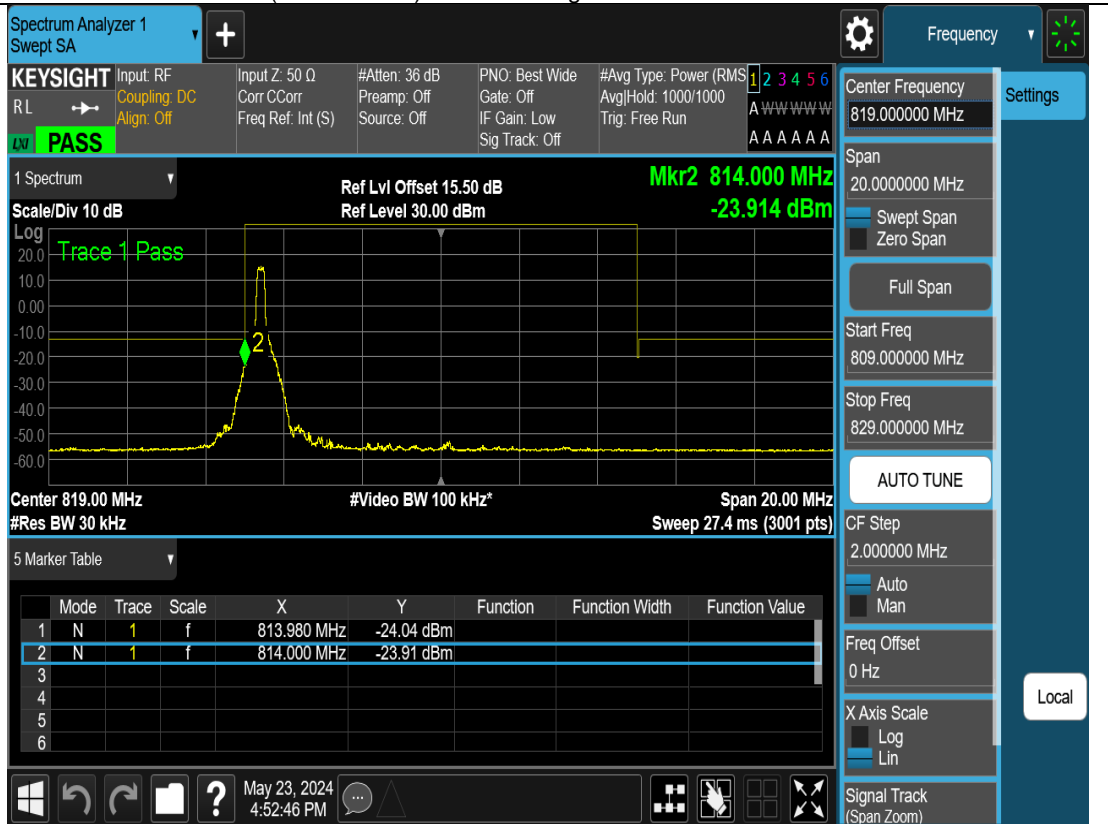 Spectrum Analyzer 1
Swept SA
Frequency
KEYSIGHT
RL
LXI
PASS
Input: RF
Coupling: DC
Align: Off
Input Z: 50 Ω
Corr CCorr
Freq Ref: Int (S)
#Atten: 36 dB
Preamp: Off
Source: Off
PNO: Best Wide
Gate: Off
IF Gain: Low
Sig Track: Off
#Avg Type: Power (RMS
Avg|Hold: 1000/1000
Trig: Free Run
1 2 3 4 5 6
A W W W W W
A A A A A A
1 Spectrum
Scale/Div 10 dB
Ref Lvl Offset 15.50 dB
Ref Level 30.00 dBm
Mkr2 814.000 MHz
-23.914 dBm
Log
Trace 1 Pass
20.0
10.0
0.00
-10.0
-20.0
-30.0
-40.0
-50.0
-60.0
2
Center 819.00 MHz
#Video BW 100 kHz*
Span 20.00 MHz
#Res BW 30 kHz
Sweep 27.4 ms (3001 pts)
5 Marker Table
Mode Trace Scale X Y Function Function Width Function Value
1 N 1 f 813.980 MHz -24.04 dBm
2 N 1 f 814.000 MHz -23.91 dBm
3
4
5
6
May 23, 2024
4:52:46 PM
Center Frequency
819.000000 MHz
Settings
Span
20.0000000 MHz
Swept Span
Zero Span
Full Span
Start Freq
809.000000 MHz
Stop Freq
829.000000 MHz
AUTO TUNE
CF Step
2.000000 MHz
Auto
Man
Freq Offset
0 Hz
Local
X Axis Scale
Log
Lin
Signal Track
(Span Zoom)